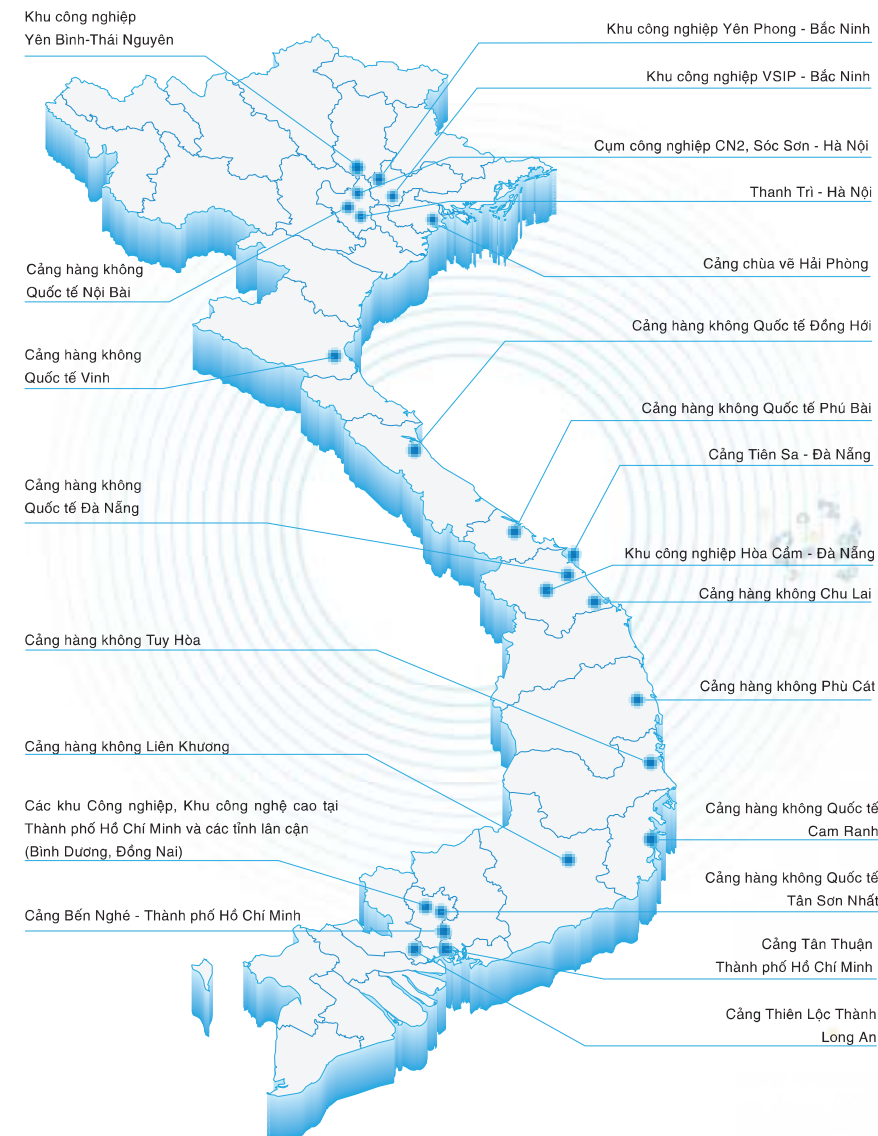 Khu công nghiệp
Yên Bình-Thái Nguyên
Khu công nghiệp Yên Phong - Bắc Ninh
Khu công nghiệp VSIP - Bắc Ninh
Cụm công nghiệp CN2, Sóc Sơn - Hà Nội
Thanh Trì - Hà Nội
Cảng chùa vẽ Hải Phòng
Cảng hàng không
Quốc tế Nội Bài
Cảng hàng không Quốc tế Đồng Hới
Cảng hàng không
Quốc tế Vinh
Cảng hàng không Quốc tế Phú Bài
Cảng Tiên Sa - Đà Nẵng
Cảng hàng không
Quốc tế Đà Nẵng
Khu công nghiệp Hòa Cầm - Đà Nẵng
Cảng hàng không Chu Lai
Cảng hàng không Tuy Hòa
Cảng hàng không Phù Cát
Cảng hàng không Liên Khương
Các khu Công nghiệp, Khu công nghệ cao tại
Thành phố Hồ Chí Minh và các tỉnh lân cận
(Bình Dương, Đồng Nai)
Cảng hàng không Quốc tế
Cam Ranh
Cảng hàng không Quốc tế
Tân Sơn Nhất
Cảng Bến Nghé - Thành phố Hồ Chí Minh
Cảng Tân Thuận
Thành phố Hồ Chí Minh
Cảng Thiên Lộc Thành
Long An